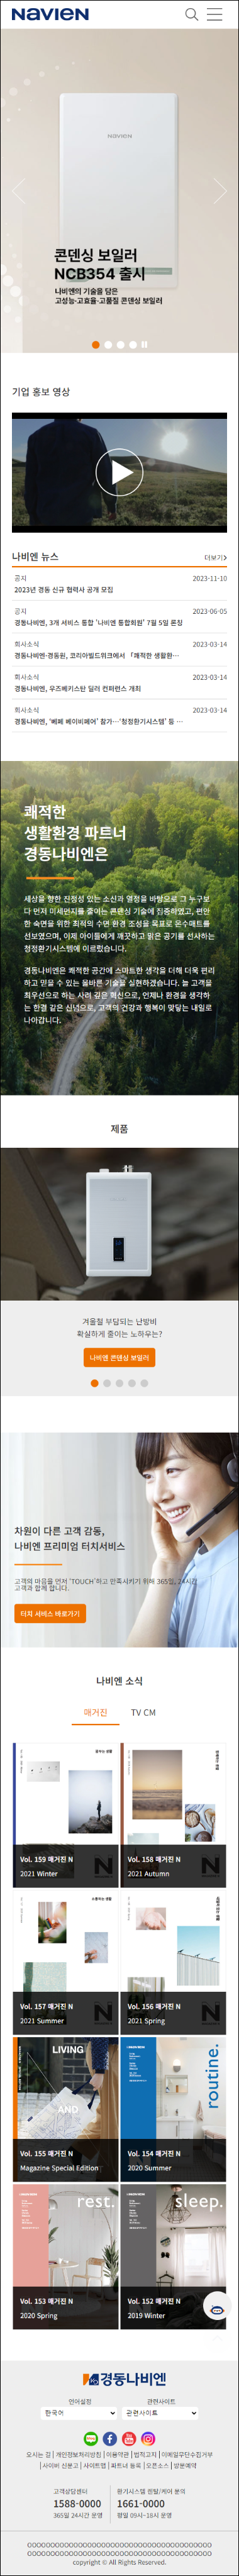 NAVIEN
NAVIEN
콘덴싱 보일러
NCB354 출시
나비엔의 기술을 담은
고성능·고효율·고품질 콘덴싱 보일러
기업 홍보 영상
나비엔 뉴스
더보기
공지
2023-11-10
2023년 경동 신규 협력사 공개 모집
공지
2023-06-05
경동나비엔, 3개 서비스 통합 '나비엔 통합회원' 7월 5일 론칭
회사소식
2023-03-14
경동나비엔-경동원, 코리아빌드위크에서 「쾌적한 생활환…
회사소식
2023-03-14
경동나비엔, 우즈베키스탄 딜러 컨퍼런스 개최
회사소식
2023-03-14
경동나비엔, '베페 베이비페어' 참가…'청정환기시스템' 등 …
쾌적한
생활환경 파트너
경동나비엔은
세상을 향한 진정성 있는 소신과 열정을 바탕으로 그 누구보
다 먼저 미세먼지를 줄이는 콘덴싱 기술에 집중하였고, 편안
한 숙면을 위한 최적의 수면 환경 조성을 목표로 온수매트를
선보였으며, 이제 아이들에게 깨끗하고 맑은 공기를 선사하는
청정환기시스템에 이르렀습니다.
경동나비엔은 쾌적한 공간에 스마트한 생각을 더해 더욱 편리
하고 믿을 수 있는 올바른 기술을 실현하겠습니다. 늘 고객을
최우선으로 하는 사려 깊은 혁신으로, 언제나 환경을 생각하
는 한결 같은 신념으로, 고객의 건강과 행복이 맞닿는 내일로
나아갑니다.
제품
겨울철 부담되는 난방비
확실하게 줄이는 노하우는?
나비엔 콘덴싱 보일러
차원이 다른 고객 감동,
나비엔 프리미엄 터치서비스
고객의 마음을 먼저 'TOUCH'하고 만족시키기 위해 365일, 24시간
고객과 함께 합니다.
터치 서비스 바로가기
나비엔 소식
매거진
TV CM
Vol. 159 매거진 N
2021 Winter
Vol. 158 매거진 N
2021 Autumn
Vol. 157 매거진 N
2021 Summer
Vol. 156 매거진 N
2021 Spring
LIVING
AND
Vol. 155 매거진 N
Magazine Special Edition
routine.
Vol. 154 매거진 N
2020 Summer
rest.
Vol. 153 매거진 N
2020 Spring
sleep.
Vol. 152 매거진 N
2019 Winter
경동나비엔
언어설정
관련사이트
한국어
관련사이트
오시는 길 | 개인정보처리방침 | 이용약관 | 법적고지 | 이메일무단수집거부
| 사이버 신문고 | 사이트맵 | 파트너 등록 | 오픈소스 | 방문예약
고객상담센터
1588-0000
365일 24시간 운영
환기시스템 렌탈/케어 문의
1661-0000
평일 09시~18시 운영
OOOOOOOOOOOOOOOOOOOOOOOOOOOOOOOOOOOOOOOO
OOOOOOOOOOOOOOOOOOOOOOOOOOOOOOOOOOOOOOOO
copyright © All Rights Reserved.